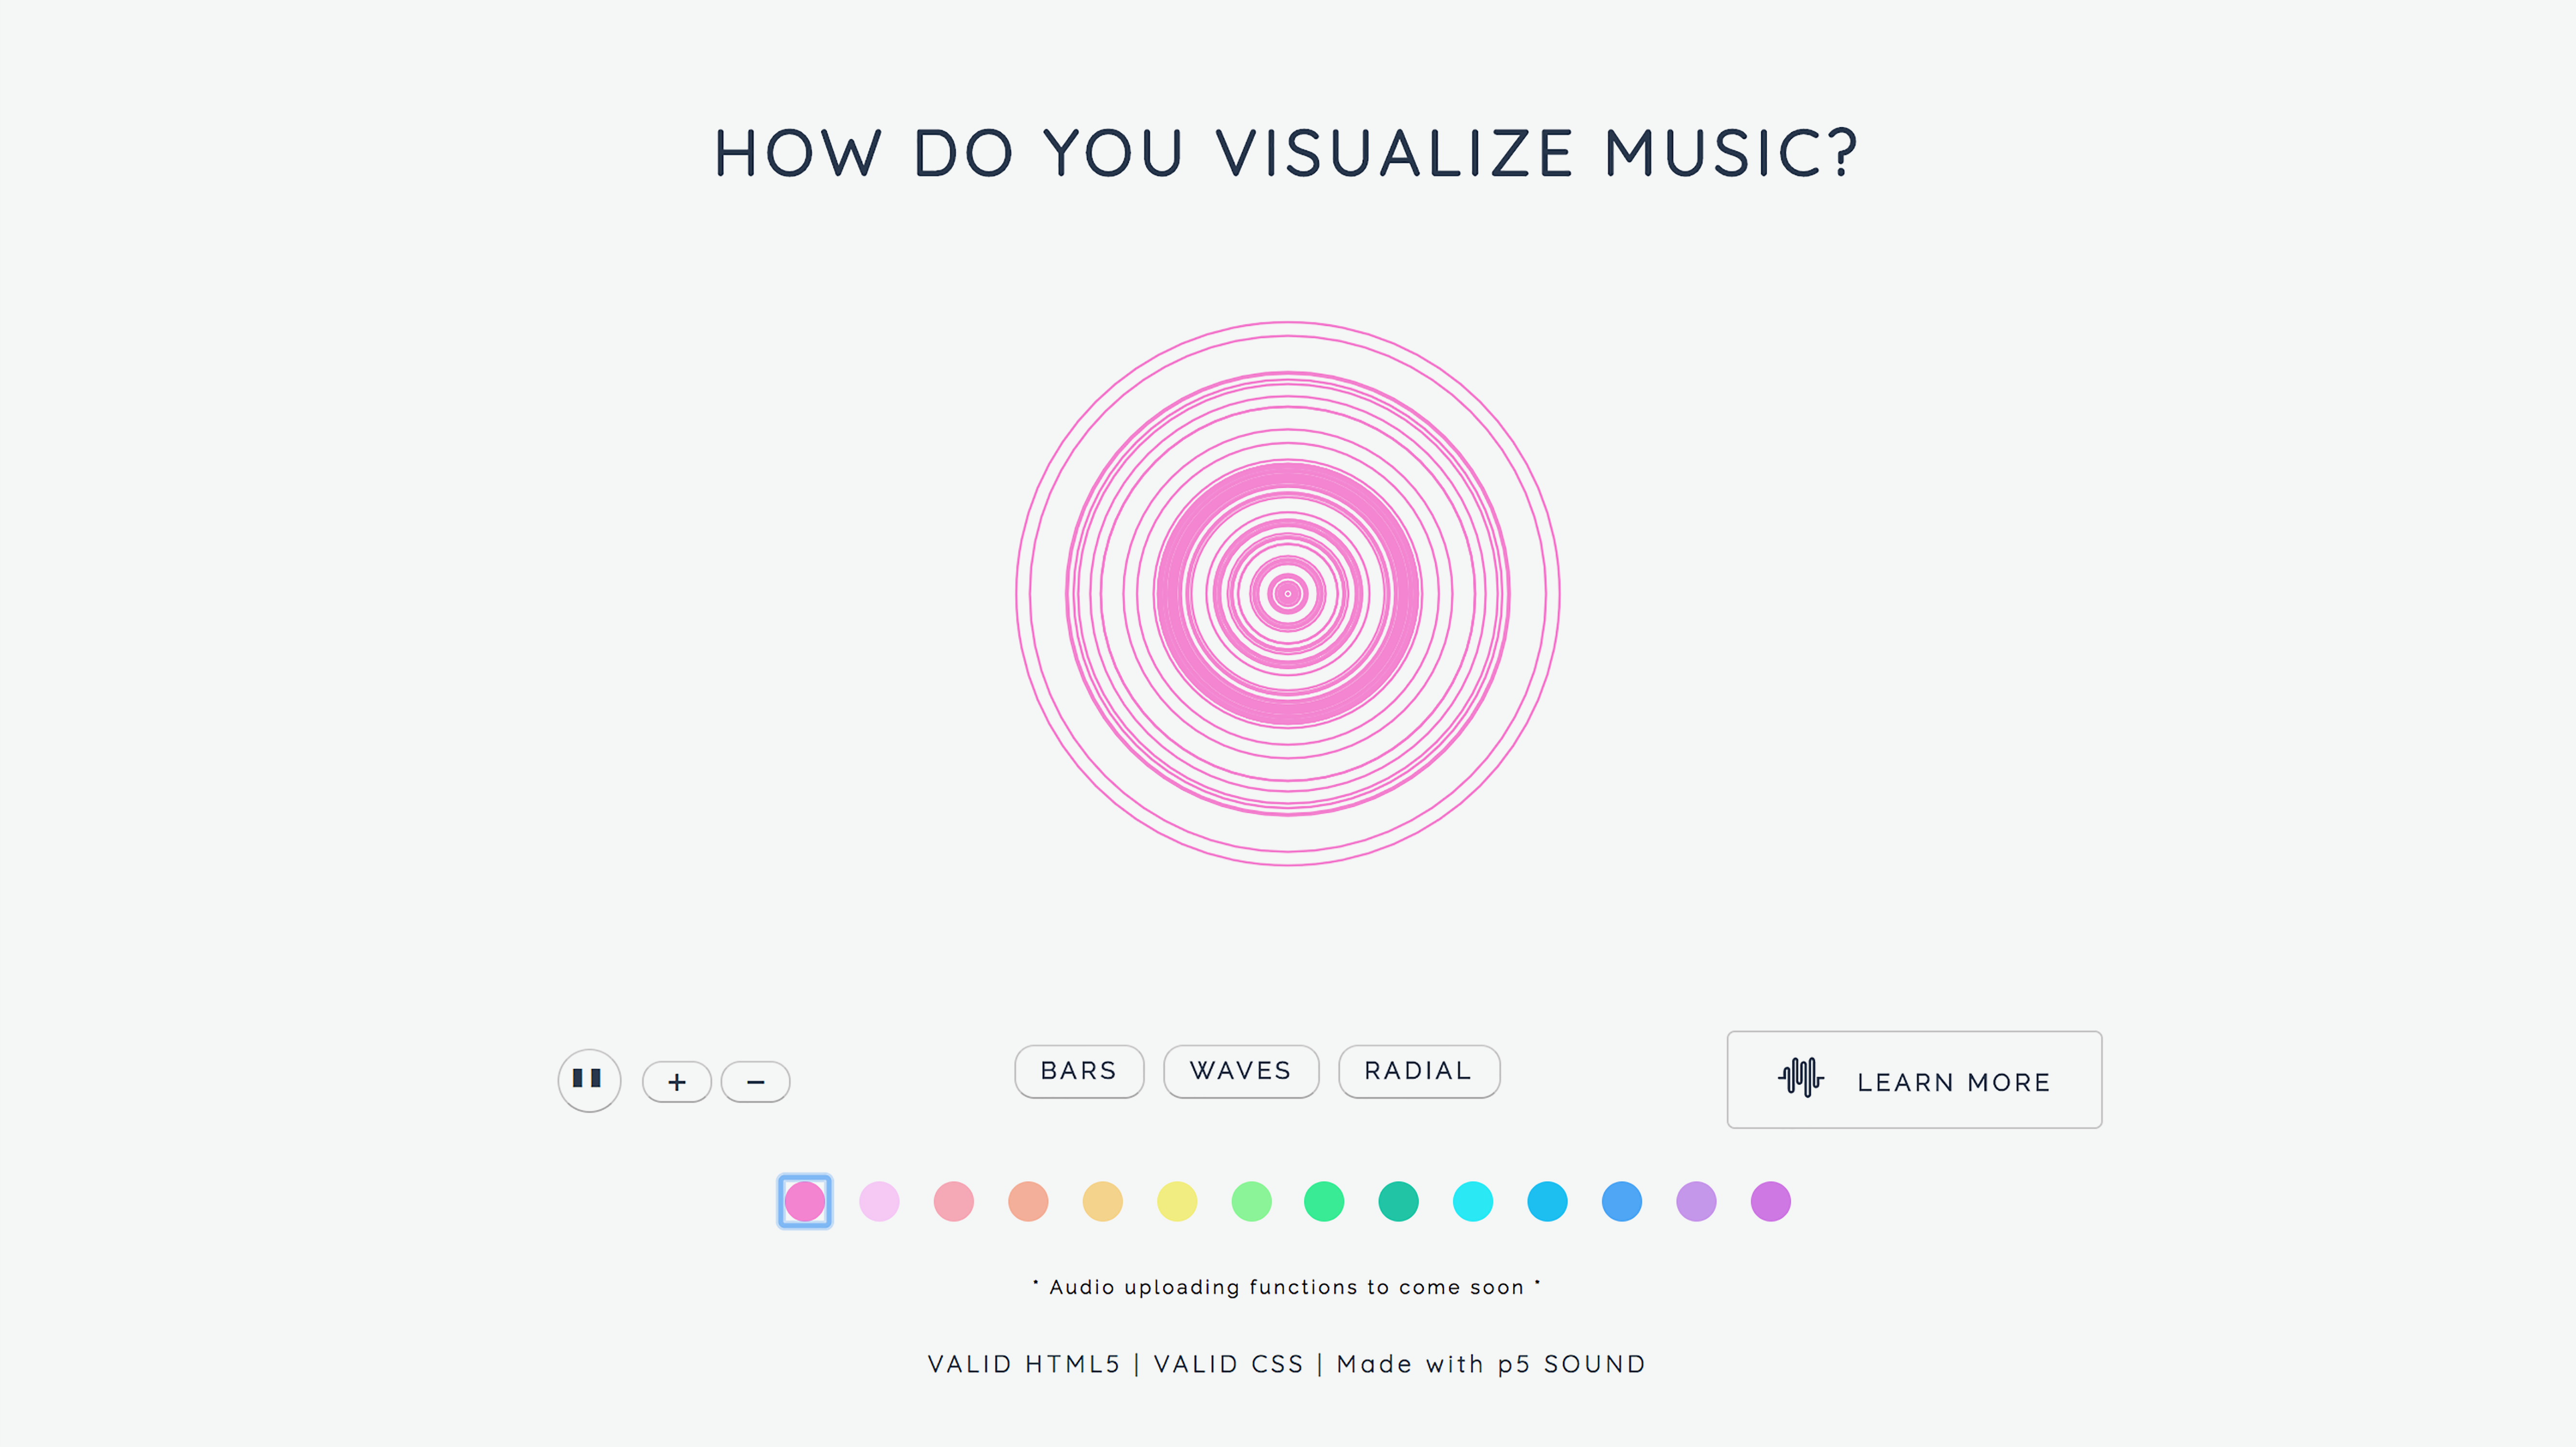 HOW DO YOU VISUALIZE MUSIC?
+ −
BARS WAVES RADIAL
LEARN MORE
* Audio uploading functions to come soon *
VALID HTML5 | VALID CSS | Made with p5 SOUND